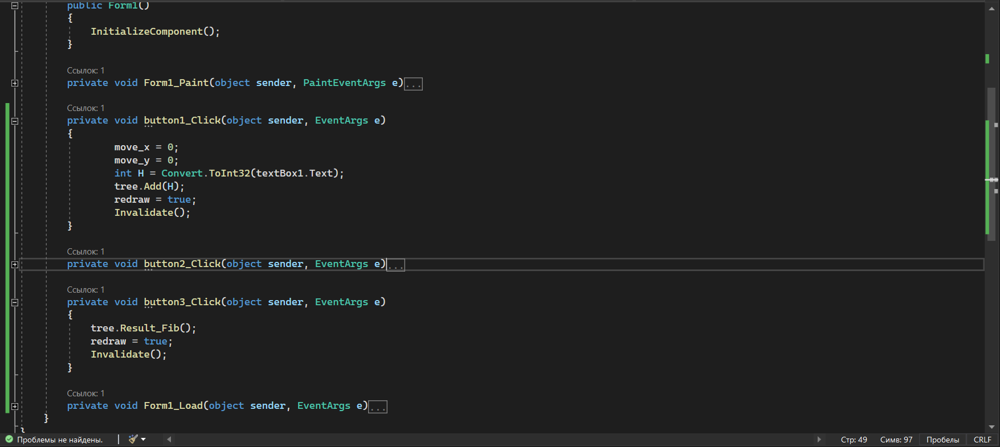 public Form1()
{
InitializeComponent();
}
Ссылок: 1
private void Form1_Paint(object sender, PaintEventArgs e)...
Ссылок: 1
private void button1_Click(object sender, EventArgs e)
{
move_x = 0;
move_y = 0;
int H = Convert.ToInt32(textBox1.Text);
tree.Add(H);
redraw = true;
Invalidate();
}
Ссылок: 1
private void button2_Click(object sender, EventArgs e)...
Ссылок: 1
private void button3_Click(object sender, EventArgs e)
{
tree.Result_Fib();
redraw = true;
Invalidate();
}
Ссылок: 1
private void Form1_Load(object sender, EventArgs e)...
}
}
Проблемы не найдены. Стр: 49 Симв: 97 Пробелы CRLF